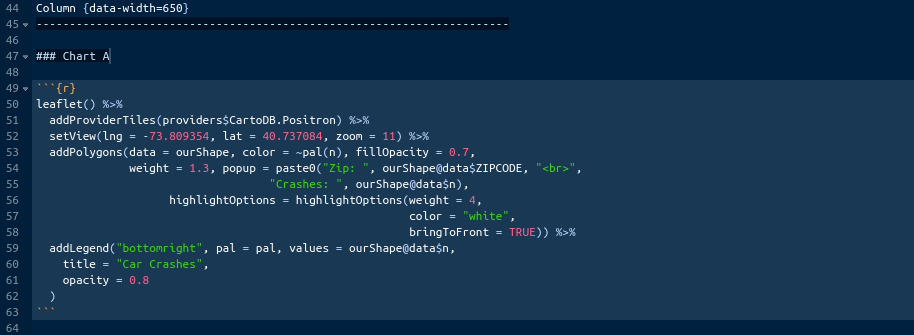 44 Column {data-width=650}
45 -----------------------------------------------------------------------
46
47 ### Chart A
48
49 ```{r}
50 leaflet() %>%
51   addProviderTiles(providers$CartoDB.Positron) %>%
52   setView(lng = -73.809354, lat = 40.737084, zoom = 11) %>%
53   addPolygons(data = ourShape, color = ~pal(n), fillOpacity = 0.7,
54               weight = 1.3, popup = paste0("Zip: ", ourShape@data$ZIPCODE, "<br>",
55                                    "Crashes: ", ourShape@data$n),
56                     highlightOptions = highlightOptions(weight = 4,
57                                                         color = "white",
58                                                         bringToFront = TRUE)) %>%
59   addLegend("bottomright", pal = pal, values = ourShape@data$n,
60     title = "Car Crashes",
61     opacity = 0.8
62   )
63 ```
64